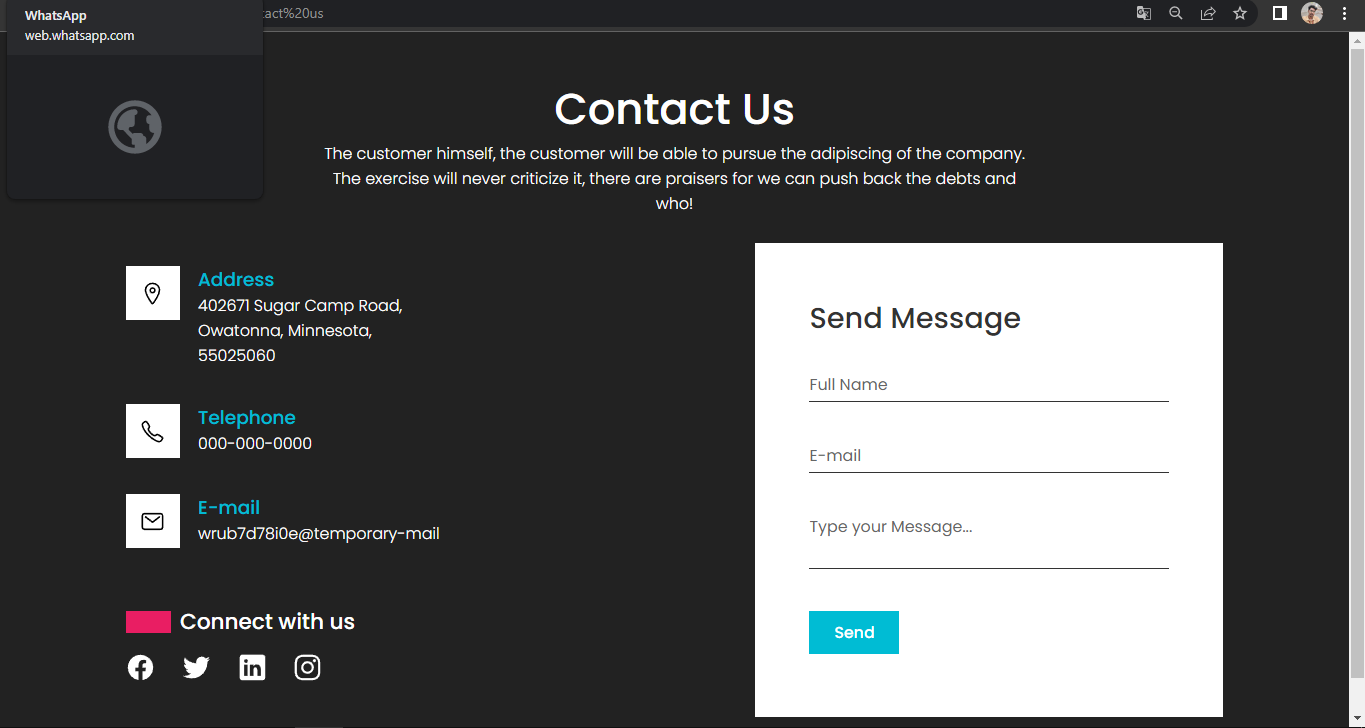 WhatsApp
web.whatsapp.com
tact%20us
Contact Us
The customer himself, the customer will be able to pursue the adipiscing of the company.
The exercise will never criticize it, there are praisers for we can push back the debts and
who!
Address
402671 Sugar Camp Road,
Owatonna, Minnesota,
55025060
Telephone
000-000-0000
E-mail
wrub7d78i0e@temporary-mail
Connect with us
Send Message
Full Name
E-mail
Type your Message...
Send